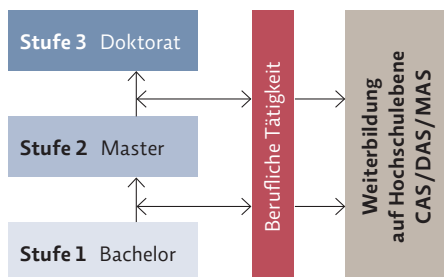 Stufe 3 Doktorat
Stufe 2 Master
Stufe 1 Bachelor
Berufliche Tätigkeit
Weiterbildung
auf Hochschulebene
CAS/DAS/MAS